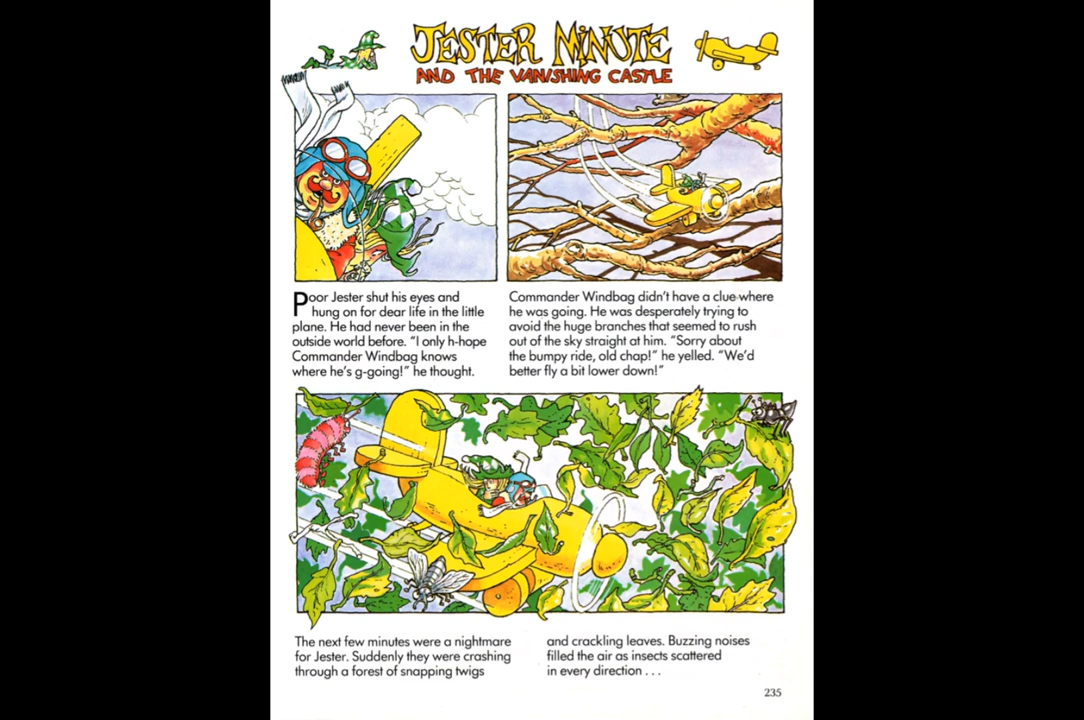 JESTER MINUTE
AND THE VANISHING CASTLE
Poor Jester shut his eyes and
hung on for dear life in the little
plane. He had never been in the
outside world before. "I only h-hope
Commander Windbag knows
where he's g-going!" he thought.
Commander Windbag didn't have a clue where
he was going. He was desperately trying to
avoid the huge branches that seemed to rush
out of the sky straight at him. "Sorry about
the bumpy ride, old chap!" he yelled. "We'd
better fly a bit lower down!"
The next few minutes were a nightmare
for Jester. Suddenly they were crashing
through a forest of snapping twigs
and crackling leaves. Buzzing noises
filled the air as insects scattered
in every direction . . .
235